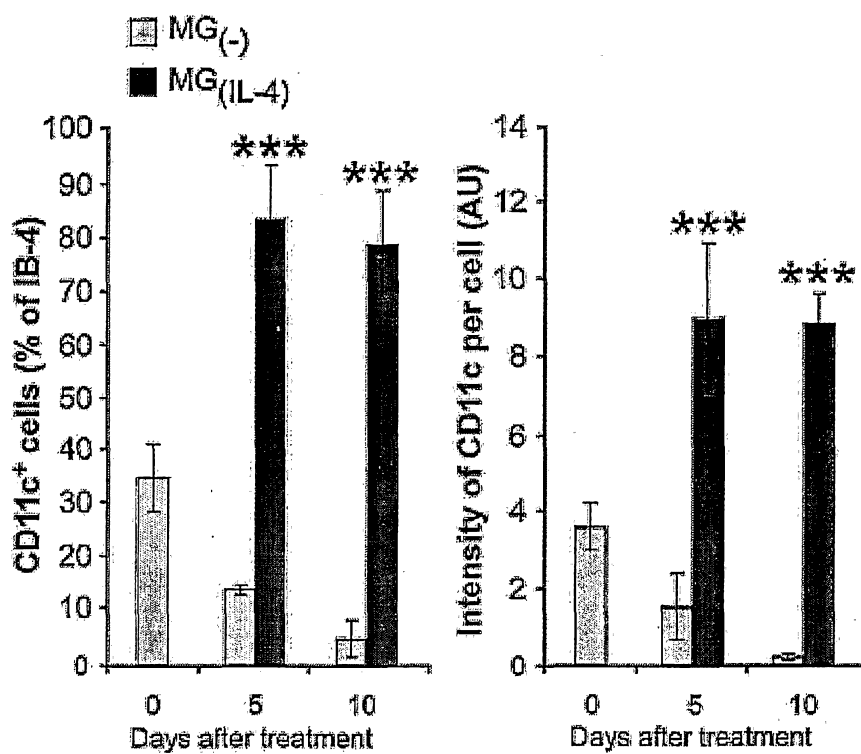 MG(-)
MG(IL-4)
CD11c+ cells (% of IB-4)
100
90
80
70
60
50
40
30
20
10
0
***
***
0 5 10
Days after treatment
Intensity of CD11c per cell (AU)
14
12
10
8
6
4
2
0
***
***
0 5 10
Days after treatment